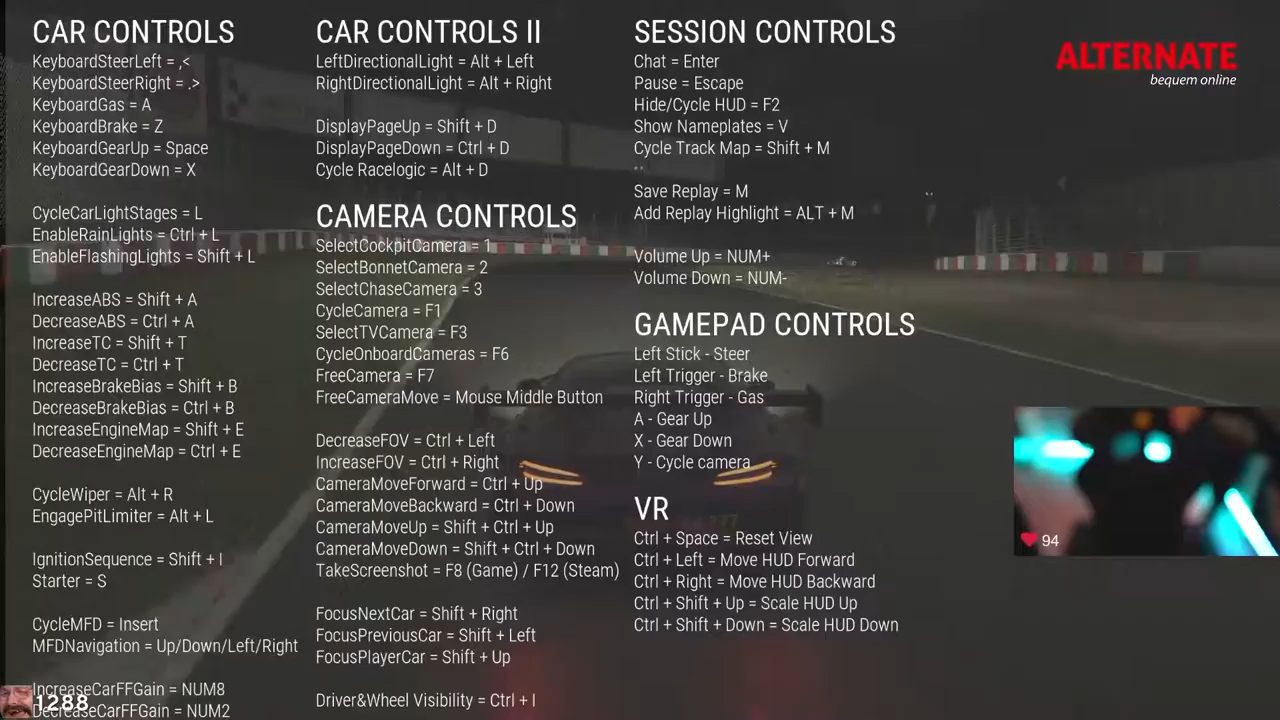 CAR CONTROLS
KeyboardSteerLeft = ,<
KeyboardSteerRight = .>
KeyboardGas = A
KeyboardBrake = Z
KeyboardGearUp = Space
KeyboardGearDown = X
CycleCarLightStages = L
EnableRainLights = Ctrl + L
EnableFlashingLights = Shift + L
IncreaseABS = Shift + A
DecreaseABS = Ctrl + A
IncreaseTC = Shift + T
DecreaseTC = Ctrl + T
IncreaseBrakeBias = Shift + B
DecreaseBrakeBias = Ctrl + B
IncreaseEngineMap = Shift + E
DecreaseEngineMap = Ctrl + E
CycleWiper = Alt + R
EngagePitLimiter = Alt + L
IgnitionSequence = Shift + I
Starter = S
CycleMFD = Insert
MFDNavigation = Up/Down/Left/Right
IncreaseCarFFGain = NUM8
DecreaseCarFFGain = NUM2
1288
CAR CONTROLS II
LeftDirectionalLight = Alt + Left
RightDirectionalLight = Alt + Right
DisplayPageUp = Shift + D
DisplayPageDown = Ctrl + D
Cycle Racelogic = Alt + D
CAMERA CONTROLS
SelectCockpitCamera = 1
SelectBonnetCamera = 2
SelectChaseCamera = 3
CycleCamera = F1
SelectTVCamera = F3
CycleOnboardCameras = F6
FreeCamera = F7
FreeCameraMove = Mouse Middle Button
DecreaseFOV = Ctrl + Left
IncreaseFOV = Ctrl + Right
CameraMoveForward = Ctrl + Up
CameraMoveBackward = Ctrl + Down
CameraMoveUp = Shift + Ctrl + Up
CameraMoveDown = Shift + Ctrl + Down
TakeScreenshot = F8 (Game) / F12 (Steam)
FocusNextCar = Shift + Right
FocusPreviousCar = Shift + Left
FocusPlayerCar = Shift + Up
Driver&Wheel Visibility = Ctrl + I
SESSION CONTROLS
Chat = Enter
Pause = Escape
Hide/Cycle HUD = F2
Show Nameplates = V
Cycle Track Map = Shift + M
Save Replay = M
Add Replay Highlight = ALT + M
Volume Up = NUM+
Volume Down = NUM-
GAMEPAD CONTROLS
Left Stick - Steer
Left Trigger - Brake
Right Trigger - Gas
A - Gear Up
X - Gear Down
Y - Cycle camera
VR
Ctrl + Space = Reset View
Ctrl + Left = Move HUD Forward
Ctrl + Right = Move HUD Backward
Ctrl + Shift + Up = Scale HUD Up
Ctrl + Shift + Down = Scale HUD Down
ALTERNATE
bequem online
94